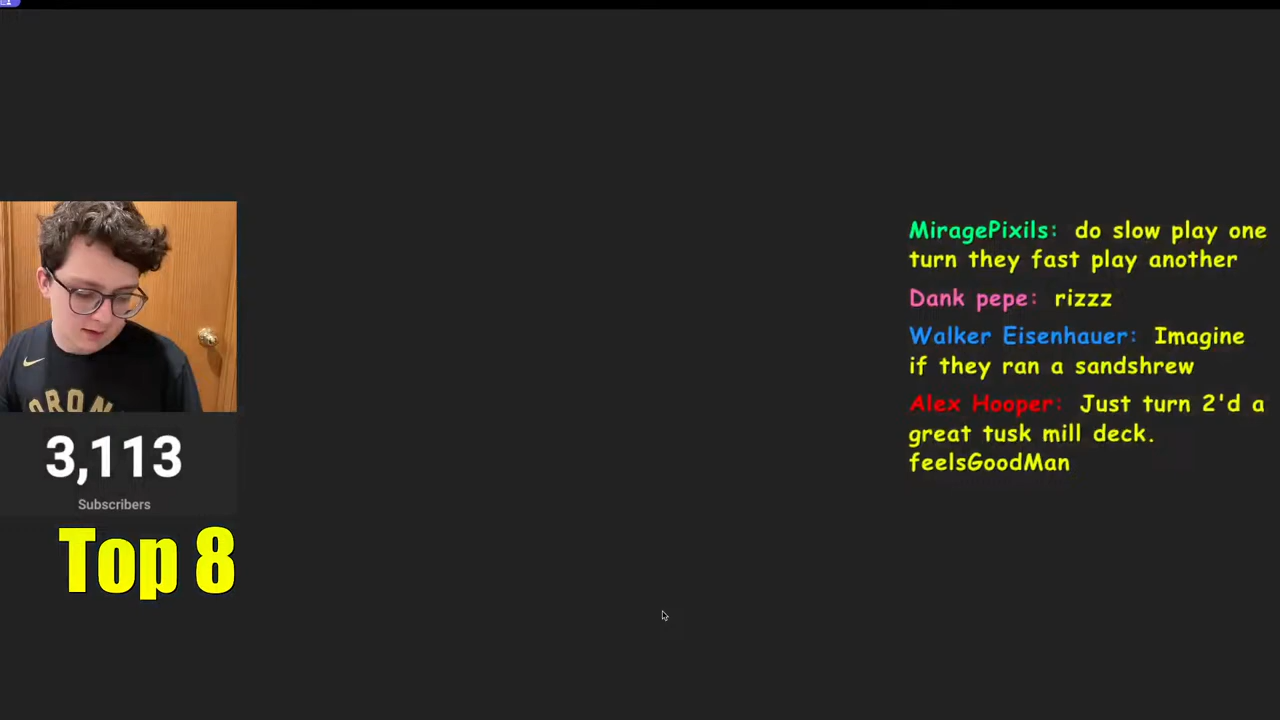 MiragePixils: do slow play one
turn they fast play another
Dank pepe: rizzz
Walker Eisenhauer: Imagine
if they ran a sandshrew
Alex Hooper: Just turn 2'd a
great tusk mill deck.
feelsGoodMan
3,113
Subscribers
Top 8